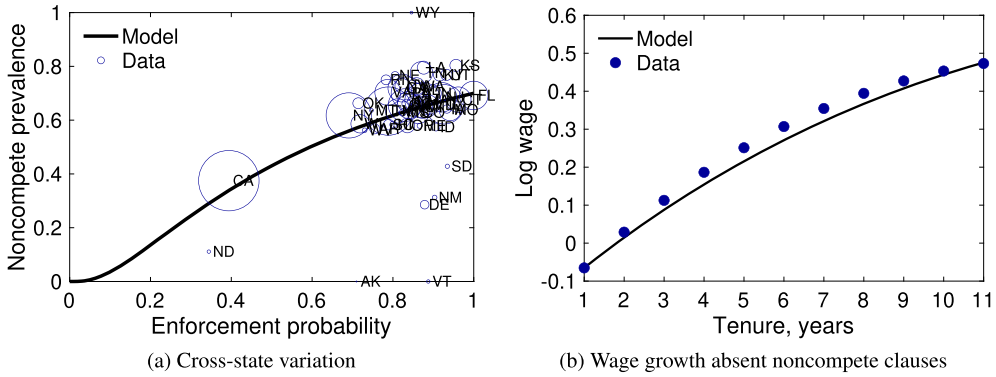 1
0.8
0.6
0.4
0.2
0
0 0.2 0.4 0.6 0.8 1
Noncompete prevalence
Enforcement probability
Model
Data
WY
KS
LA
NE
OK
NY
FL
CA
SD
NM
DE
ND
AK
VT
(a) Cross-state variation
0.6
0.5
0.4
0.3
0.2
0.1
0
-0.1
1 2 3 4 5 6 7 8 9 10 11
Log wage
Tenure, years
Model
Data
(b) Wage growth absent noncompete clauses